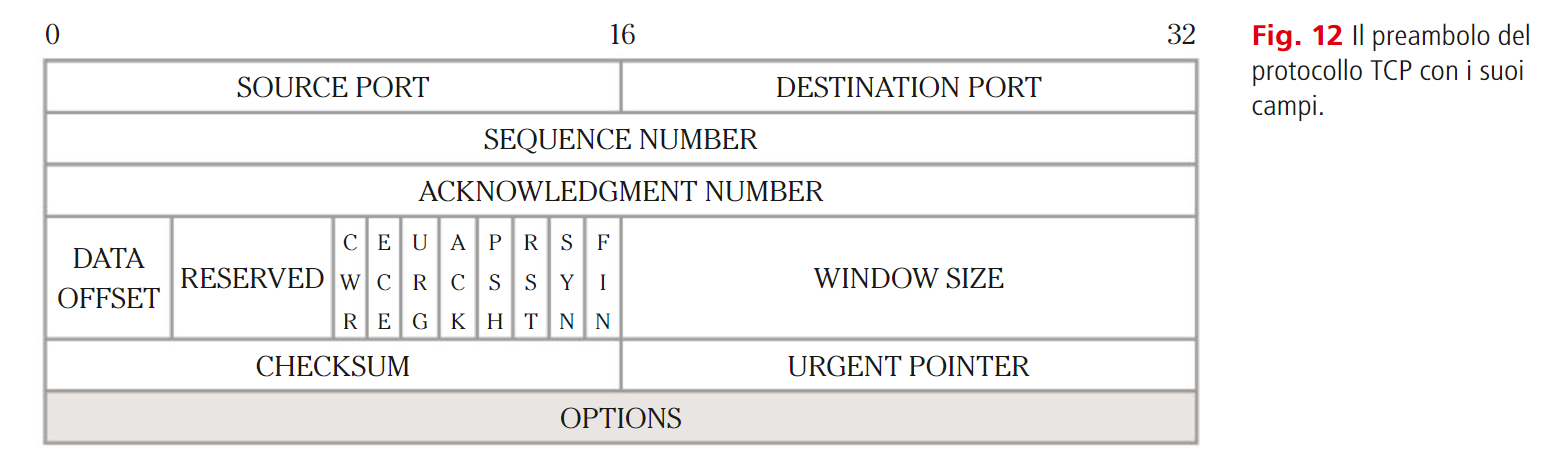 0 16 32
SOURCE PORT DESTINATION PORT
SEQUENCE NUMBER
ACKNOWLEDGMENT NUMBER
DATA OFFSET RESERVED CWR ECE URG ACK PSH RST SYN FIN WINDOW SIZE
CHECKSUM URGENT POINTER
OPTIONS
Fig. 12 Il preambolo del
protocollo TCP con i suoi
campi.